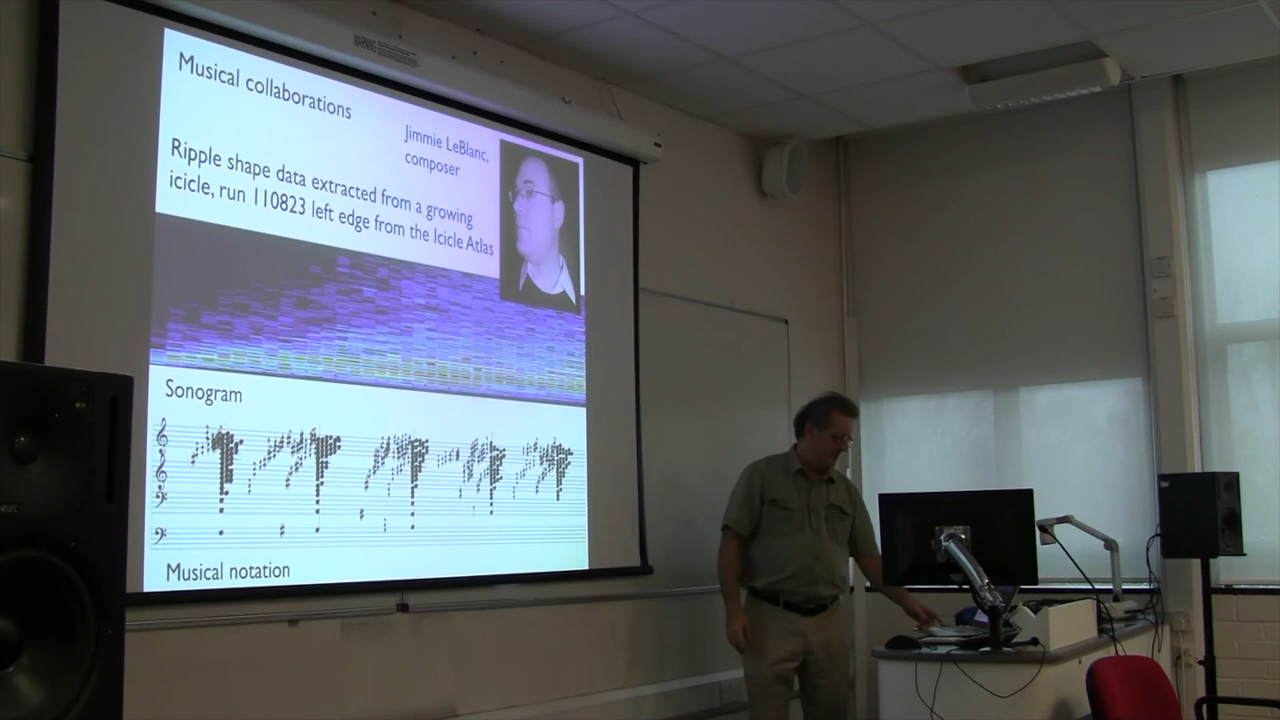 WARNING
Musical collaborations
Jimmie LeBlanc,
composer
Ripple shape data extracted from a growing
icicle, run 110823 left edge from the Icicle Atlas
Sonogram
Musical notation